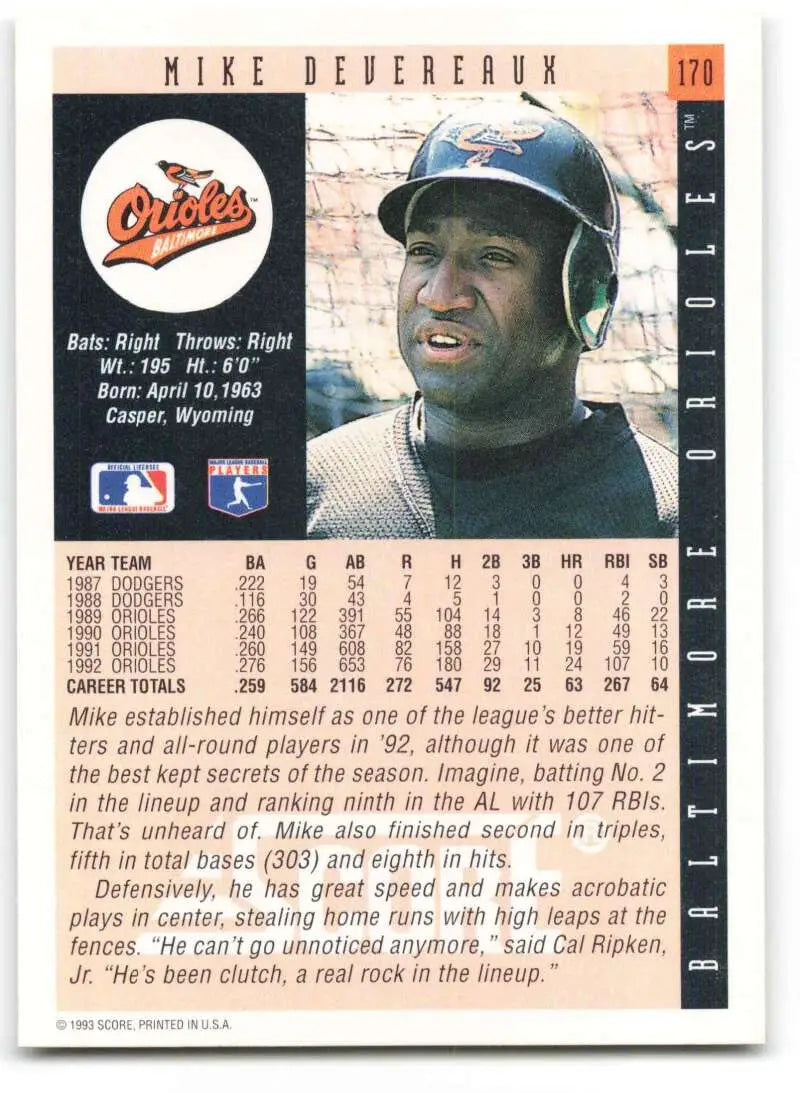 MIKE DEVEREAUX
170
BALTIMORE ORIOLES™
Orioles™
BALTIMORE
Bats: Right Throws: Right
Wt.: 195 Ht.: 6'0"
Born: April 10, 1963
Casper, Wyoming
OFFICIAL LICENSEE
MAJOR LEAGUE BASEBALL
MAJOR LEAGUE BASEBALL
PLAYERS
YEAR TEAM BA G AB R H 2B 3B HR RBI SB
1987 DODGERS .222 19 54 7 12 3 0 0 4 3
1988 DODGERS .116 30 43 4 5 1 0 0 2 0
1989 ORIOLES .266 122 391 55 104 14 3 8 46 22
1990 ORIOLES .240 108 367 48 88 18 1 12 49 13
1991 ORIOLES .260 149 608 82 158 27 10 19 59 16
1992 ORIOLES .276 156 653 76 180 29 11 24 107 10
CAREER TOTALS .259 584 2116 272 547 92 25 63 267 64
Mike established himself as one of the league's better hit-
ters and all-round players in '92, although it was one of
the best kept secrets of the season. Imagine, batting No. 2
in the lineup and ranking ninth in the AL with 107 RBIs.
That's unheard of. Mike also finished second in triples,
fifth in total bases (303) and eighth in hits.
Defensively, he has great speed and makes acrobatic
plays in center, stealing home runs with high leaps at the
fences. "He can't go unnoticed anymore," said Cal Ripken,
Jr. "He's been clutch, a real rock in the lineup."
SCORE®
© 1993 SCORE, PRINTED IN U.S.A.